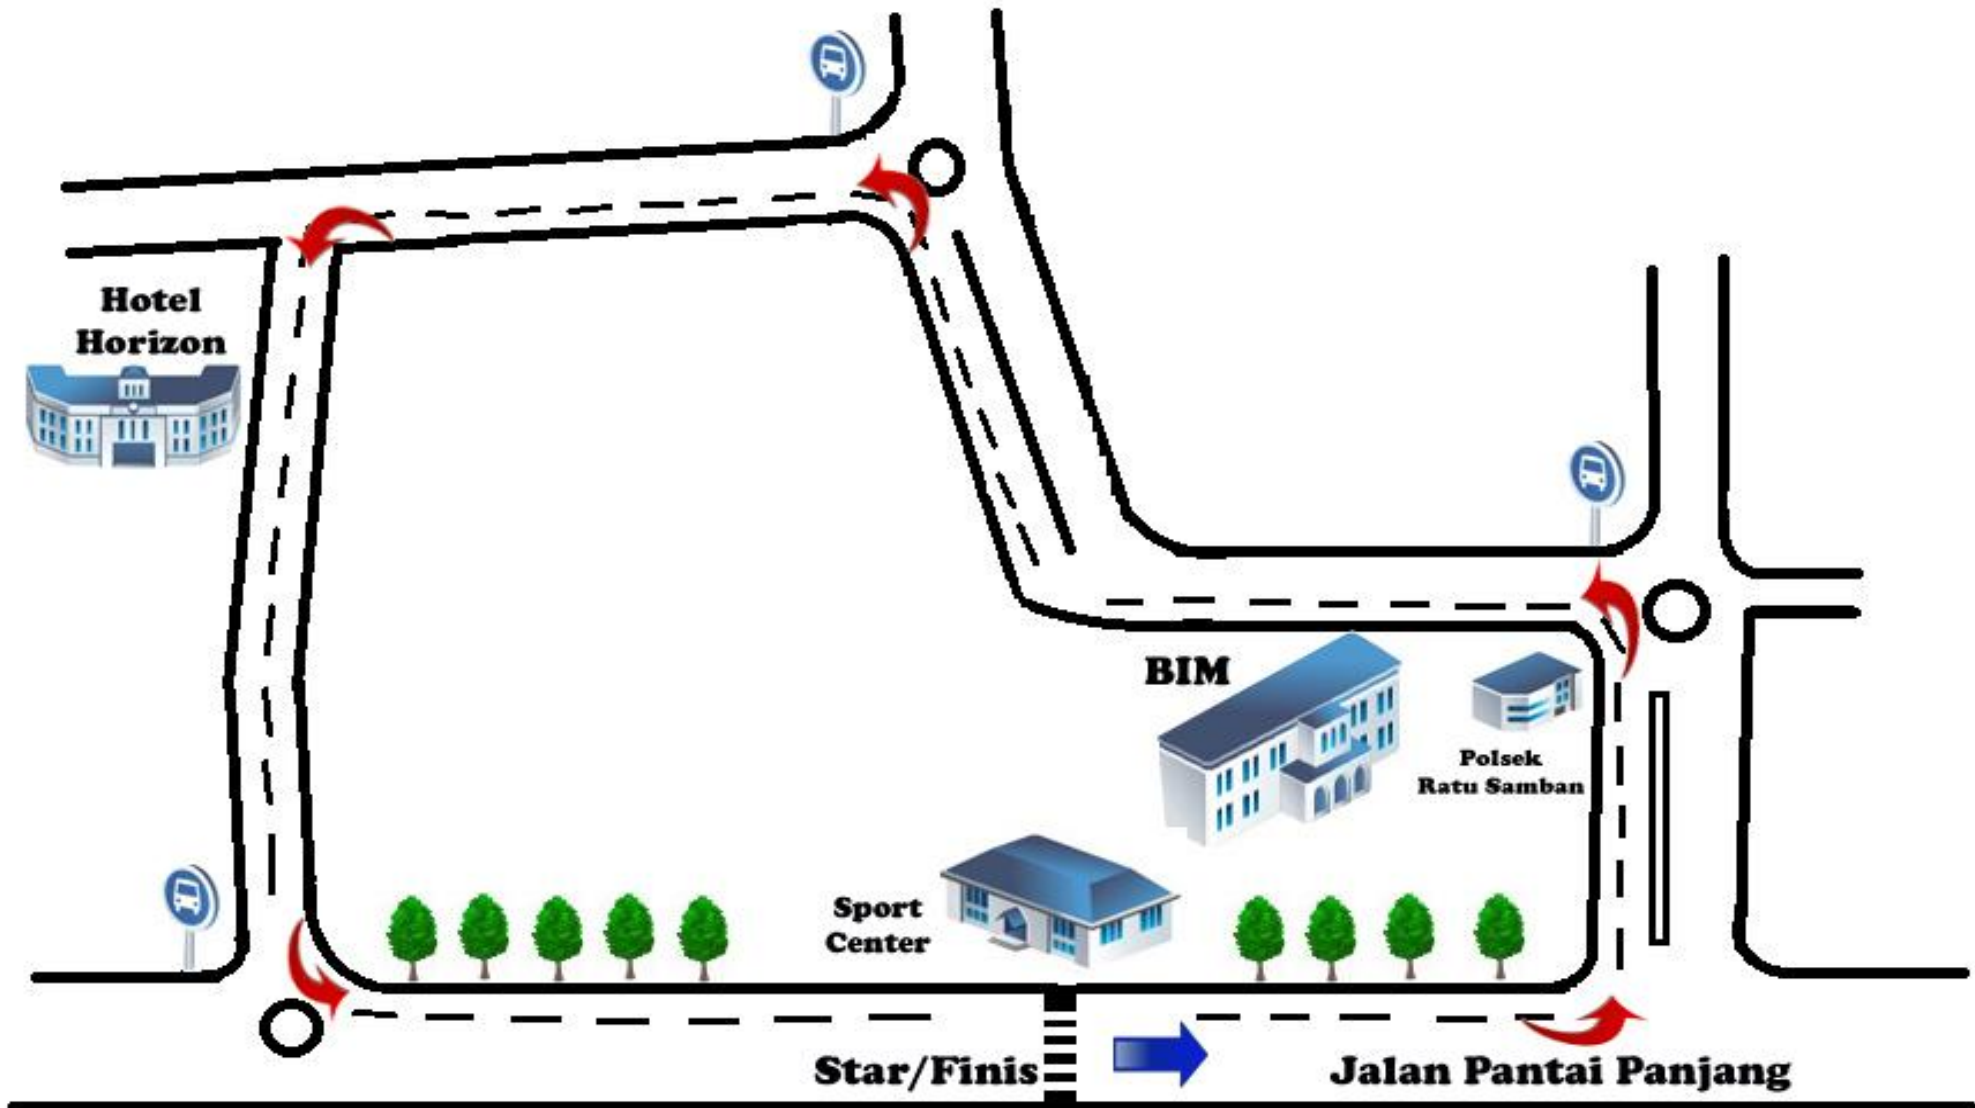 Hotel
Horizon
BIM
Polsek
Ratu Samban
Sport
Center
Star/Finis
Jalan Pantai Panjang